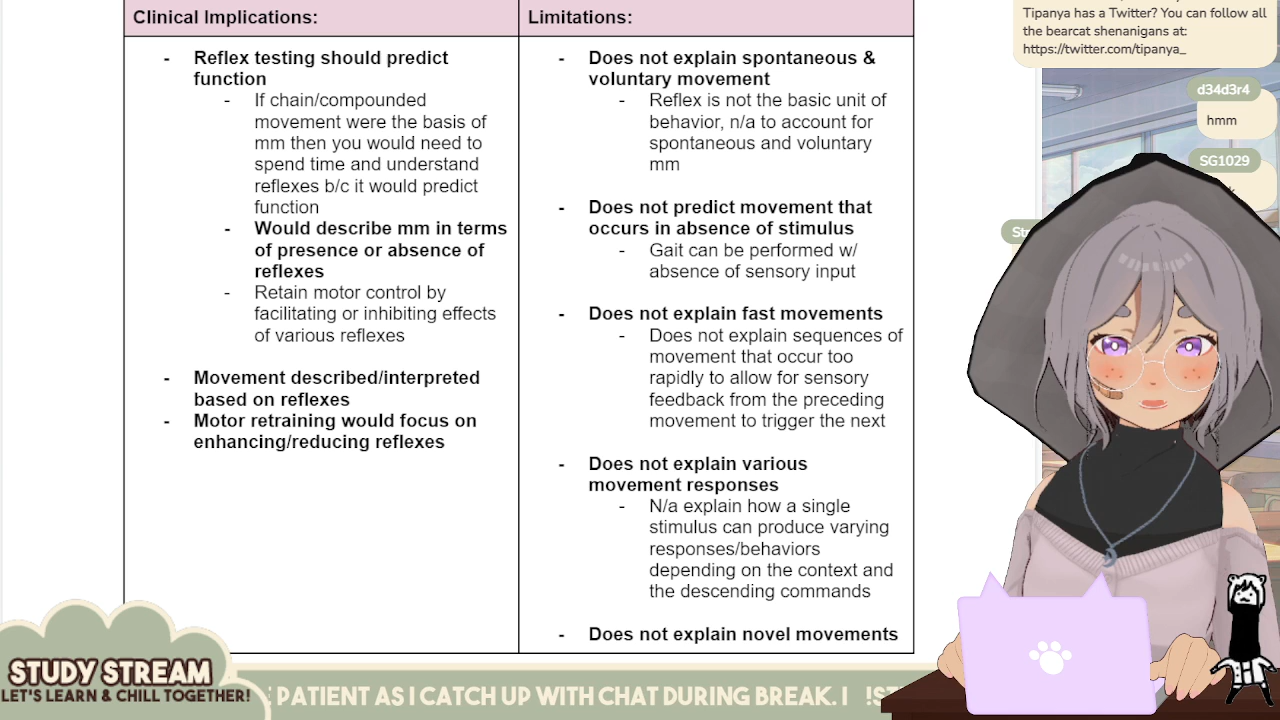 Clinical Implications:
- Reflex testing should predict
function
- If chain/compounded
movement were the basis of
mm then you would need to
spend time and understand
reflexes b/c it would predict
function
- Would describe mm in terms
of presence or absence of
reflexes
- Retain motor control by
facilitating or inhibiting effects
of various reflexes
- Movement described/interpreted
based on reflexes
- Motor retraining would focus on
enhancing/reducing reflexes
Limitations:
- Does not explain spontaneous &
voluntary movement
- Reflex is not the basic unit of
behavior, n/a to account for
spontaneous and voluntary
mm
- Does not predict movement that
occurs in absence of stimulus
- Gait can be performed w/
absence of sensory input
- Does not explain fast movements
- Does not explain sequences of
movement that occur too
rapidly to allow for sensory
feedback from the preceding
movement to trigger the next
- Does not explain various
movement responses
- N/a explain how a single
stimulus can produce varying
responses/behaviors
depending on the context and
the descending commands
- Does not explain novel movements
Tipanya has a Twitter? You can follow all
the bearcat shenanigans at:
https://twitter.com/tipanya_
d34d3r4
hmm
SG1029
STUDY STREAM
LET'S LEARN & CHILL TOGETHER!
PATIENT AS I CATCH UP WITH CHAT DURING BREAK. I